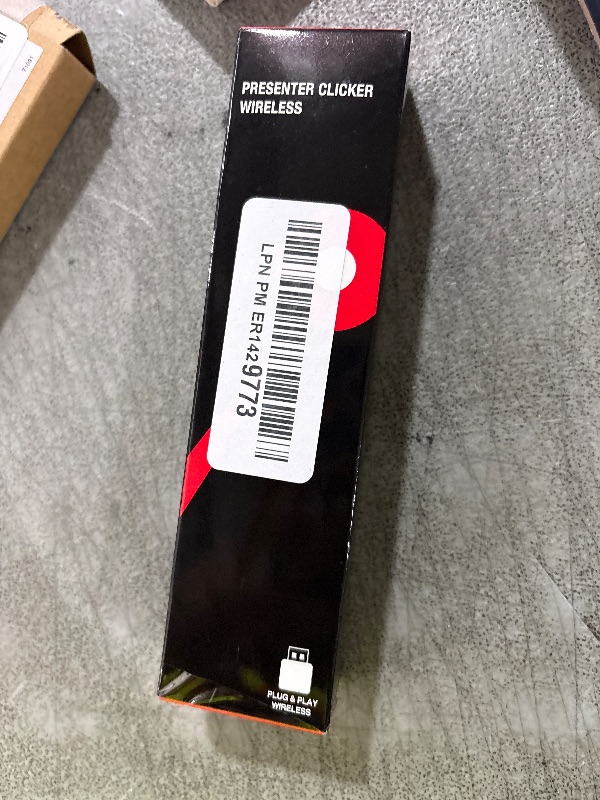 PRESENTER CLICKER
WIRELESS
LPN PM ER1429773
PLUG & PLAY
WIRELESS